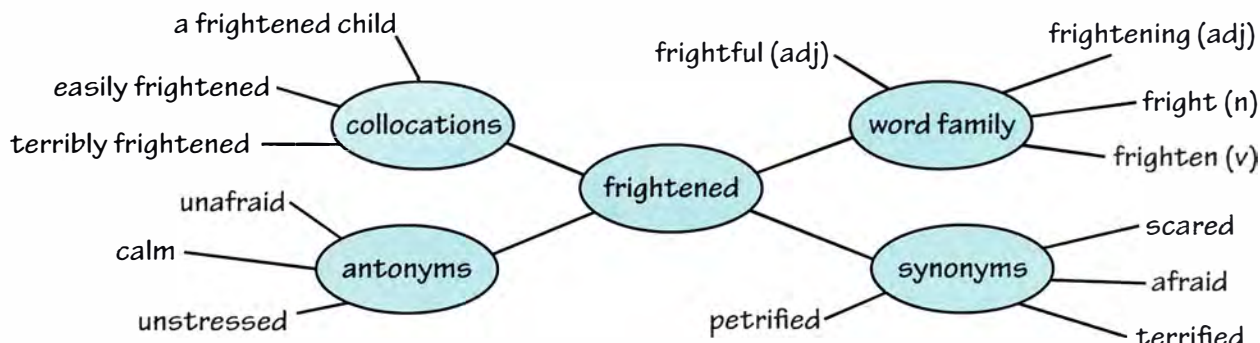 a frightened child
easily frightened
terribly frightened
collocations
frightful (adj)
frightening (adj)
fright (n)
frighten (v)
word family
frightened
unafraid
calm
unstressed
antonyms
synonyms
scared
afraid
terrified
petrified